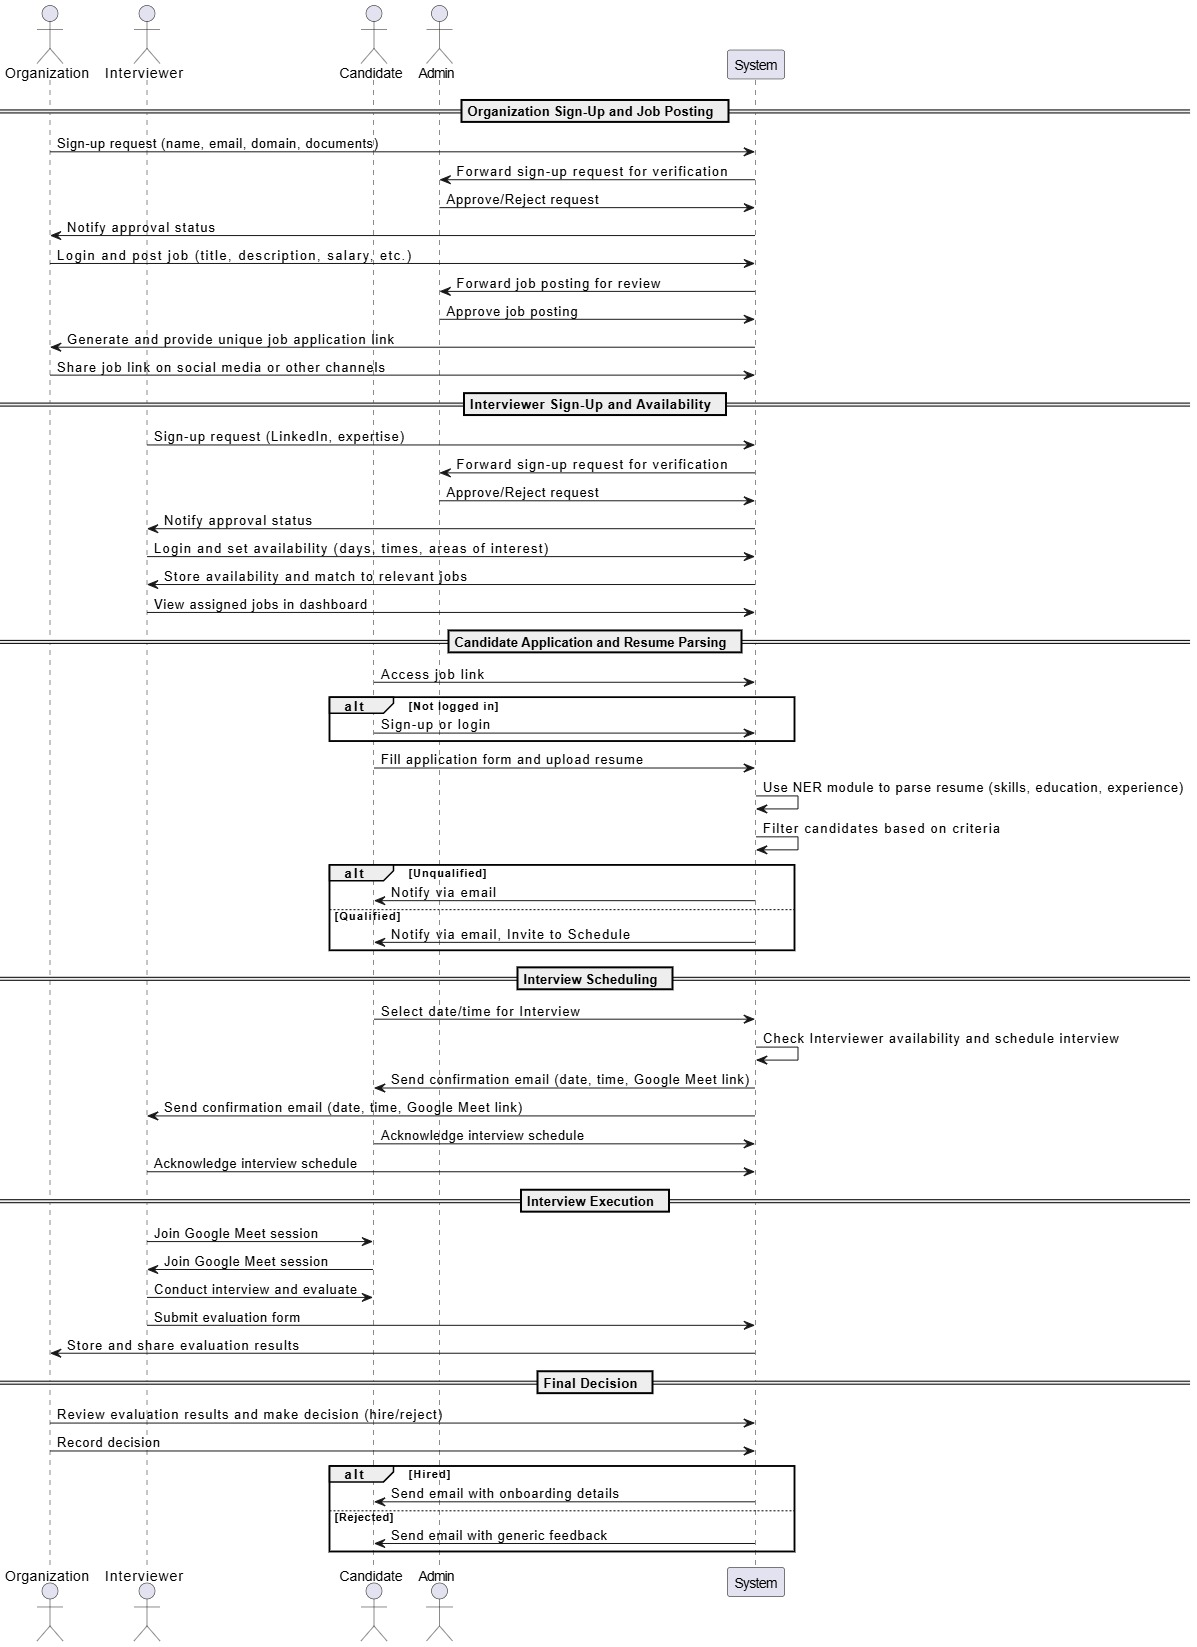 Organization
Interviewer
Candidate
Admin
System
Organization Sign-Up and Job Posting
Sign-up request (name, email, domain, documents)
Forward sign-up request for verification
Approve/Reject request
Notify approval status
Login and post job (title, description, salary, etc.)
Forward job posting for review
Approve job posting
Generate and provide unique job application link
Share job link on social media or other channels
Interviewer Sign-Up and Availability
Sign-up request (LinkedIn, expertise)
Forward sign-up request for verification
Approve/Reject request
Notify approval status
Login and set availability (days, times, areas of interest)
Store availability and match to relevant jobs
View assigned jobs in dashboard
Candidate Application and Resume Parsing
Access job link
alt [Not logged in]
Sign-up or login
Fill application form and upload resume
Use NER module to parse resume (skills, education, experience)
Filter candidates based on criteria
alt [Unqualified]
Notify via email
[Qualified]
Notify via email, Invite to Schedule
Interview Scheduling
Select date/time for Interview
Check Interviewer availability and schedule interview
Send confirmation email (date, time, Google Meet link)
Send confirmation email (date, time, Google Meet link)
Acknowledge interview schedule
Acknowledge interview schedule
Interview Execution
Join Google Meet session
Join Google Meet session
Conduct interview and evaluate
Submit evaluation form
Store and share evaluation results
Final Decision
Review evaluation results and make decision (hire/reject)
Record decision
alt [Hired]
Send email with onboarding details
[Rejected]
Send email with generic feedback
Organization
Interviewer
Candidate
Admin
System